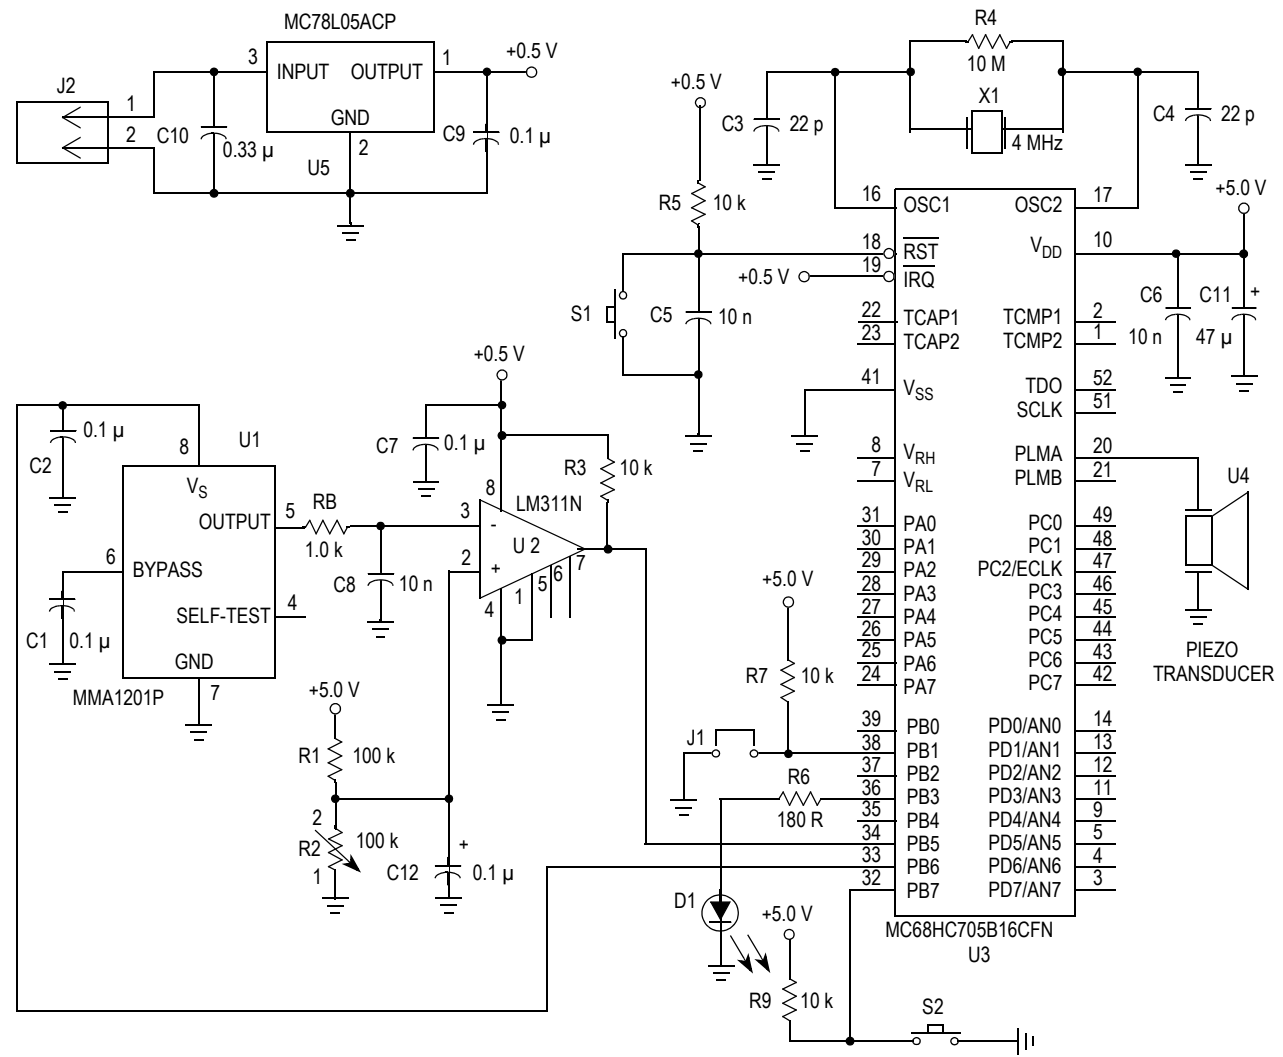 MC78L05ACP
J2
1
2
3
INPUT
OUTPUT
1
+0.5 V
GND
2
C10
0.33 µ
U5
C9
0.1 µ
R4
10 M
X1
4 MHz
C3
22 p
C4
22 p
+0.5 V
R5
10 k
S1
C5
10 n
+0.5 V
+5.0 V
C6
10 n
C11
+
47 µ
16
OSC1
OSC2
17
18
RST
VDD
10
19
IRQ
22
TCAP1
TCMP1
2
23
TCAP2
TCMP2
1
41
VSS
TDO
52
SCLK
51
8
VRH
PLMA
20
7
VRL
PLMB
21
31
PA0
PC0
49
30
PA1
PC1
48
29
PA2
PC2/ECLK
47
28
PA3
PC3
46
27
PA4
PC4
45
26
PA5
PC5
44
25
PA6
PC6
43
24
PA7
PC7
42
39
PB0
PD0/AN0
14
38
PB1
PD1/AN1
13
37
PB2
PD2/AN2
12
36
PB3
PD3/AN3
11
35
PB4
PD4/AN4
9
34
PB5
PD5/AN5
5
33
PB6
PD6/AN6
4
32
PB7
PD7/AN7
3
MC68HC705B16CFN
U3
U4
PIEZO
TRANSDUCER
+0.5 V
C7
0.1 µ
R3
10 k
8
LM311N
3
-
U 2
2
+
4
1
5
6
7
0.1 µ
C2
U1
8
VS
OUTPUT
5
RB
1.0 k
C8
10 n
6
BYPASS
SELF-TEST
4
C1
0.1 µ
GND
7
MMA1201P
+5.0 V
R1
100 k
2
R2
100 k
1
+
C12
0.1 µ
+5.0 V
R7
10 k
J1
R6
180 R
D1
+5.0 V
R9
10 k
S2